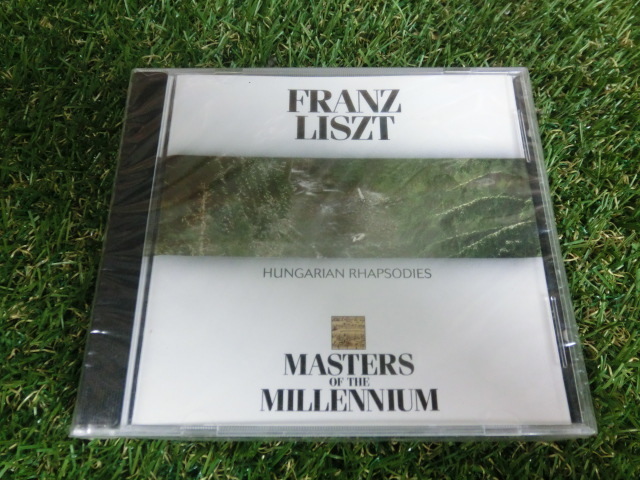 FRANZ
LISZT
HUNGARIAN RHAPSODIES
MASTERS
OF THE
MILLENNIUM